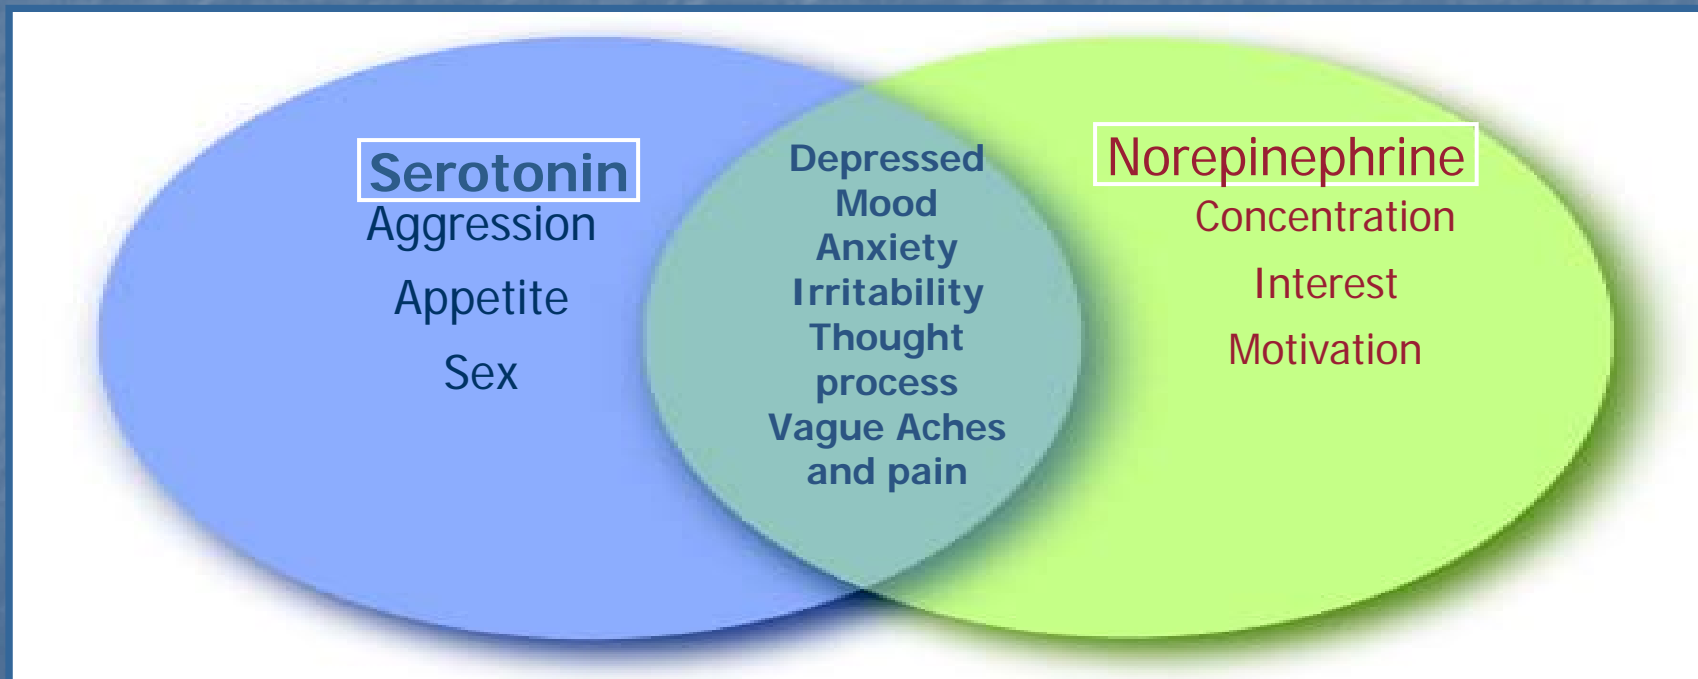 Serotonin
Aggression
Appetite
Sex
Depressed
Mood
Anxiety
Irritability
Thought
process
Vague Aches
and pain
Norepinephrine
Concentration
Interest
Motivation